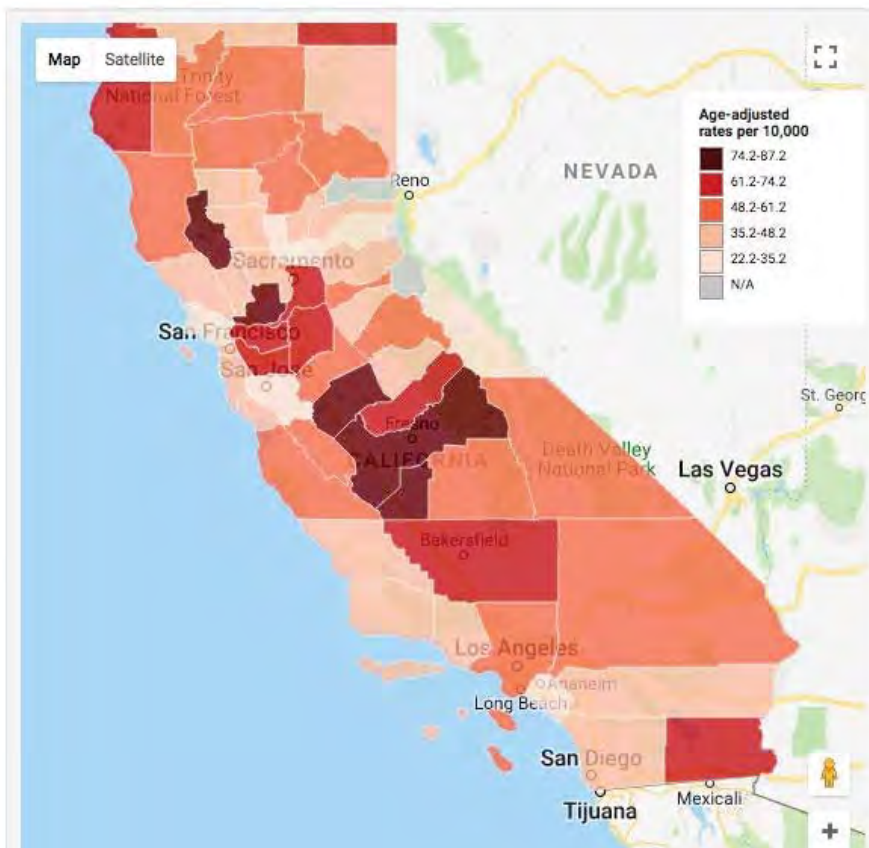 Map Satellite
Trinity
National Forest
Age-adjusted
rates per 10,000
74.2-87.2
61.2-74.2
48.2-61.2
35.2-48.2
22.2-35.2
N/A
Reno
NEVADA
Sacramento
San Francisco
San Jose
St. Georg
Fresno
CALIFORNIA
Death Valley
National Park
Las Vegas
Bakersfield
Los Angeles
Anaheim
Long Beach
San Diego
Mexicali
Tijuana
+